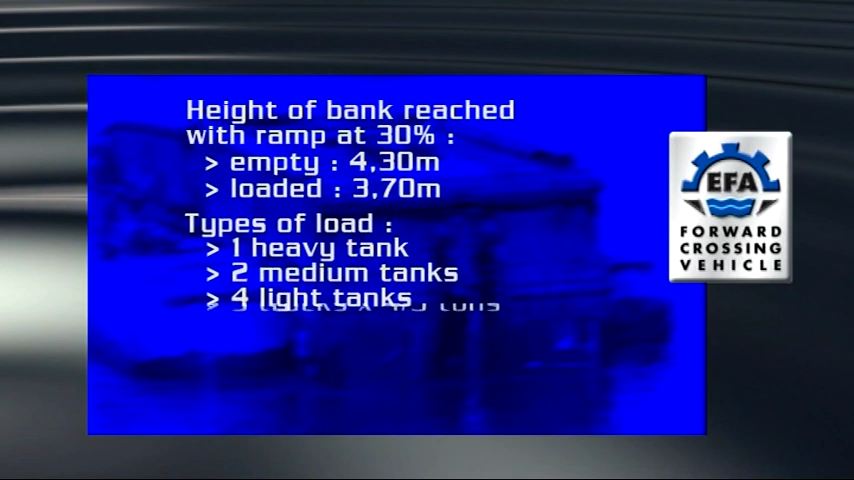 Height of bank reached
with ramp at 30% :
> empty : 4,30m
> loaded : 3,70m
Types of load :
> 1 heavy tank
> 2 medium tanks
> 4 light tanks
EFA
FORWARD
CROSSING
VEHICLE